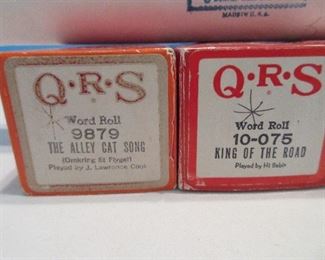 MADE IN U.S.A.
Q·R·S
Word Roll
9879
THE ALLEY CAT SONG
(Omkring Et Flygel)
Played by J. Lawrence Cook
Q·R·S
Word Roll
10-075
KING OF THE ROAD
Played by Hi Babit